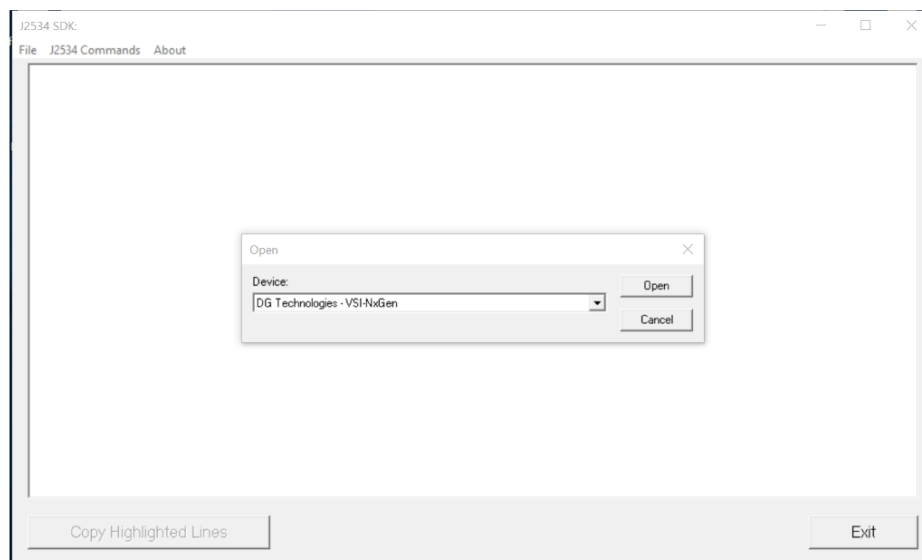 J2534 SDK:
File J2534 Commands About
Open
Device:
DG Technologies - VSI-NxGen
Open
Cancel
Copy Highlighted Lines
Exit